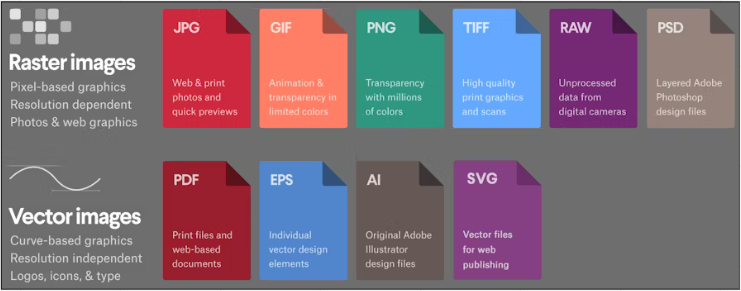 Raster images
Pixel-based graphics
Resolution dependent
Photos & web graphics
JPG
Web & print
photos and
quick previews
GIF
Animation &
transparency in
limited colors
PNG
Transparency
with millions
of colors
TIFF
High quality
print graphics
and scans
RAW
Unprocessed
data from
digital cameras
PSD
Layered Adobe
Photoshop
design files
Vector images
Curve-based graphics
Resolution independent
Logos, icons, & type
PDF
Print files and
web-based
documents
EPS
Individual
vector design
elements
AI
Original Adobe
Illustrator
design files
SVG
Vector files
for web
publishing